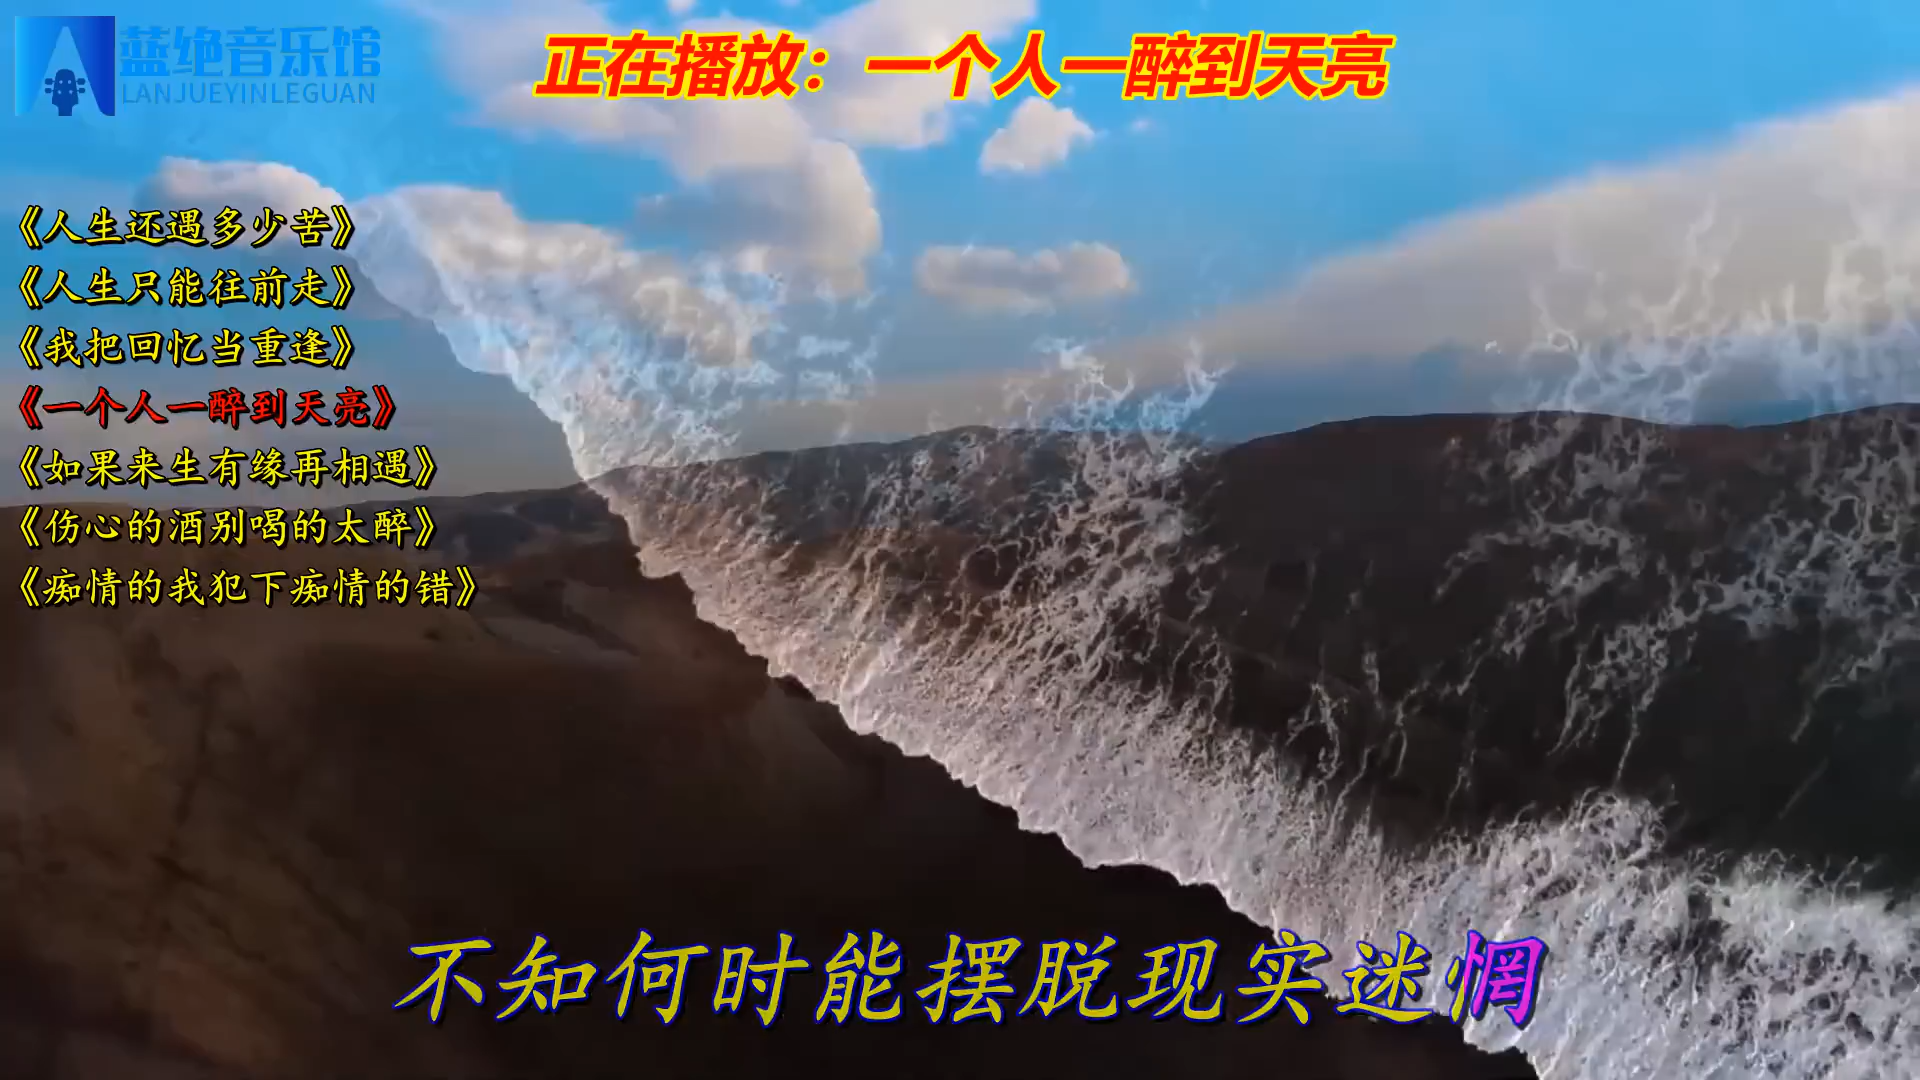 蓝绝音乐馆
LANJUEYINLEGUAN
正在播放：一个人一醉到天亮
《人生还遇多少苦》
《人生只能往前走》
《我把回忆当重逢》
《一个人一醉到天亮》
《如果来生有缘再相遇》
《伤心的酒别喝的太醉》
《痴情的我犯下痴情的错》
不知何时能摆脱现实迷惘